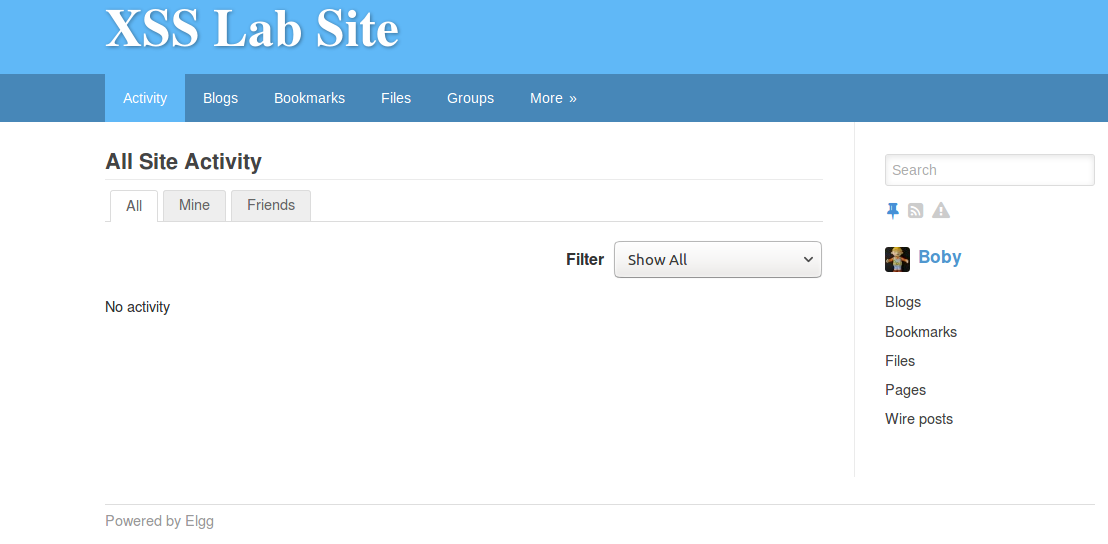 XSS Lab Site
Activity Blogs Bookmarks Files Groups More »
All Site Activity
All Mine Friends
Filter Show All
No activity
Search
Boby
Blogs
Bookmarks
Files
Pages
Wire posts
Powered by Elgg